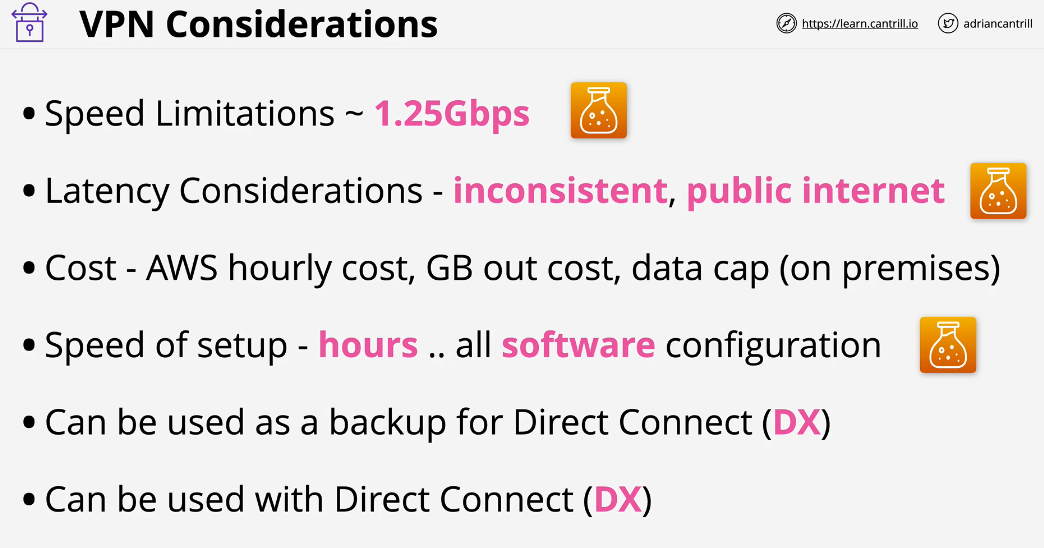 VPN Considerations
https://learn.cantrill.io
adriancantrill
• Speed Limitations ~ 1.25Gbps
• Latency Considerations - inconsistent, public internet
• Cost - AWS hourly cost, GB out cost, data cap (on premises)
• Speed of setup - hours .. all software configuration
• Can be used as a backup for Direct Connect (DX)
• Can be used with Direct Connect (DX)